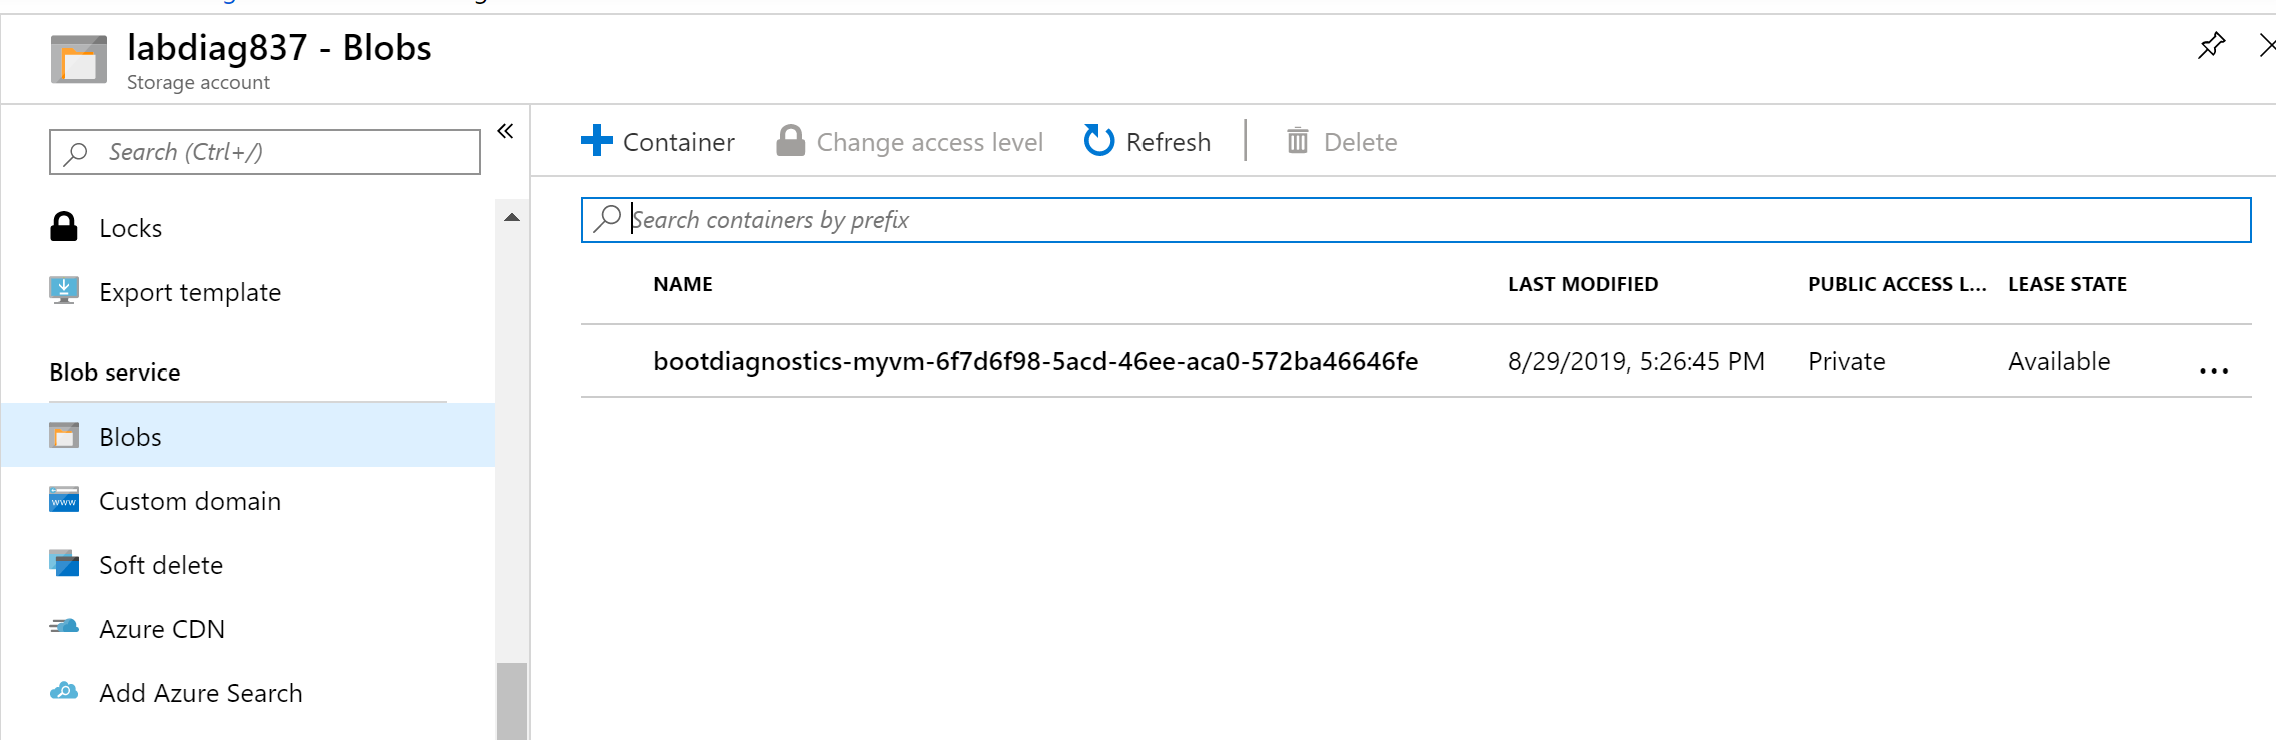 labdiag837 - Blobs
Storage account
Search (Ctrl+/)
Locks
Export template
Blob service
Blobs
www
Custom domain
Soft delete
Azure CDN
Add Azure Search
Container Change access level Refresh Delete
Search containers by prefix
NAME LAST MODIFIED PUBLIC ACCESS L... LEASE STATE
bootdiagnostics-myvm-6f7d6f98-5acd-46ee-aca0-572ba46646fe 8/29/2019, 5:26:45 PM Private Available ...